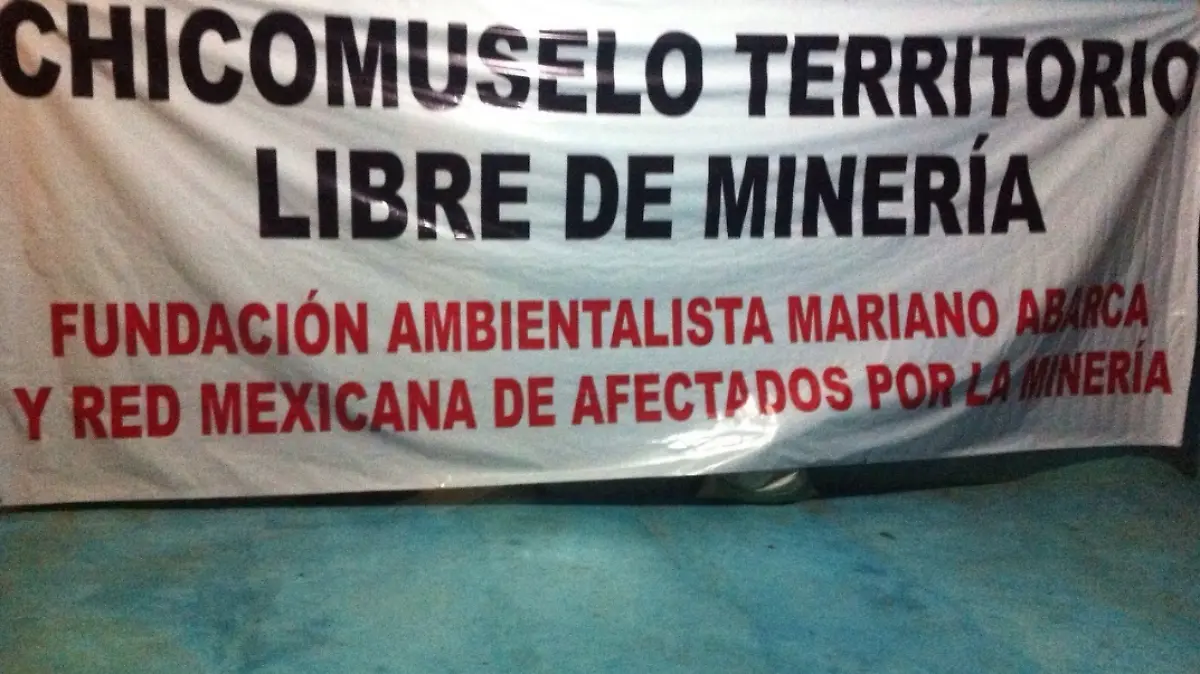 CHICOMUSELO TERRITORIO
LIBRE DE MINERÍA
FUNDACIÓN AMBIENTALISTA MARIANO ABARCA
Y RED MEXICANA DE AFECTADOS POR LA MINERÍA